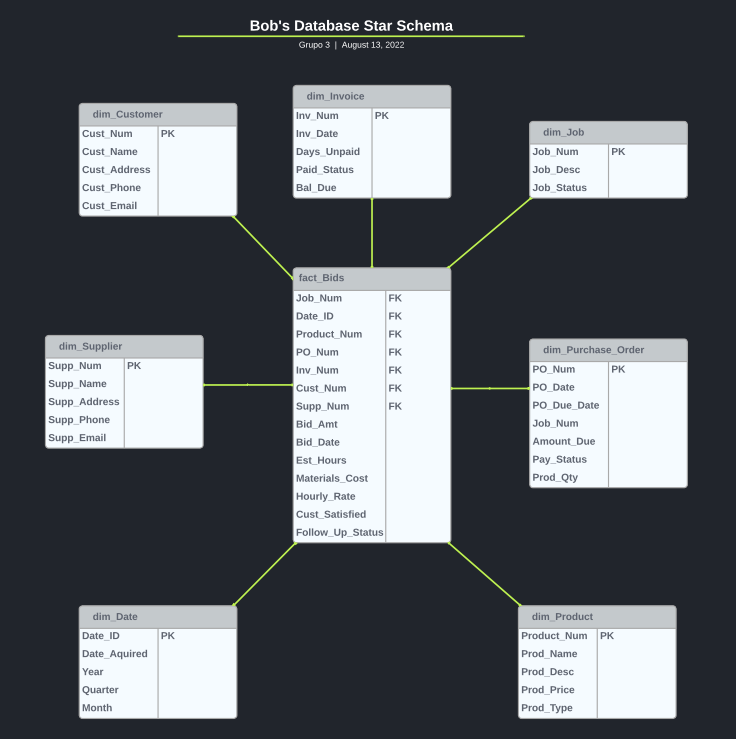 Bob's Database Star Schema
Grupo 3 | August 13, 2022
dim_Customer
Cust_Num PK
Cust_Name
Cust_Address
Cust_Phone
Cust_Email
dim_Invoice
Inv_Num PK
Inv_Date
Days_Unpaid
Paid_Status
Bal_Due
dim_Job
Job_Num PK
Job_Desc
Job_Status
fact_Bids
Job_Num FK
Date_ID FK
Product_Num FK
PO_Num FK
Inv_Num FK
Cust_Num FK
Supp_Num FK
Bid_Amt
Bid_Date
Est_Hours
Materials_Cost
Hourly_Rate
Cust_Satisfied
Follow_Up_Status
dim_Supplier
Supp_Num PK
Supp_Name
Supp_Address
Supp_Phone
Supp_Email
dim_Purchase_Order
PO_Num PK
PO_Date
PO_Due_Date
Job_Num
Amount_Due
Pay_Status
Prod_Qty
dim_Date
Date_ID PK
Date_Aquired
Year
Quarter
Month
dim_Product
Product_Num PK
Prod_Name
Prod_Desc
Prod_Price
Prod_Type